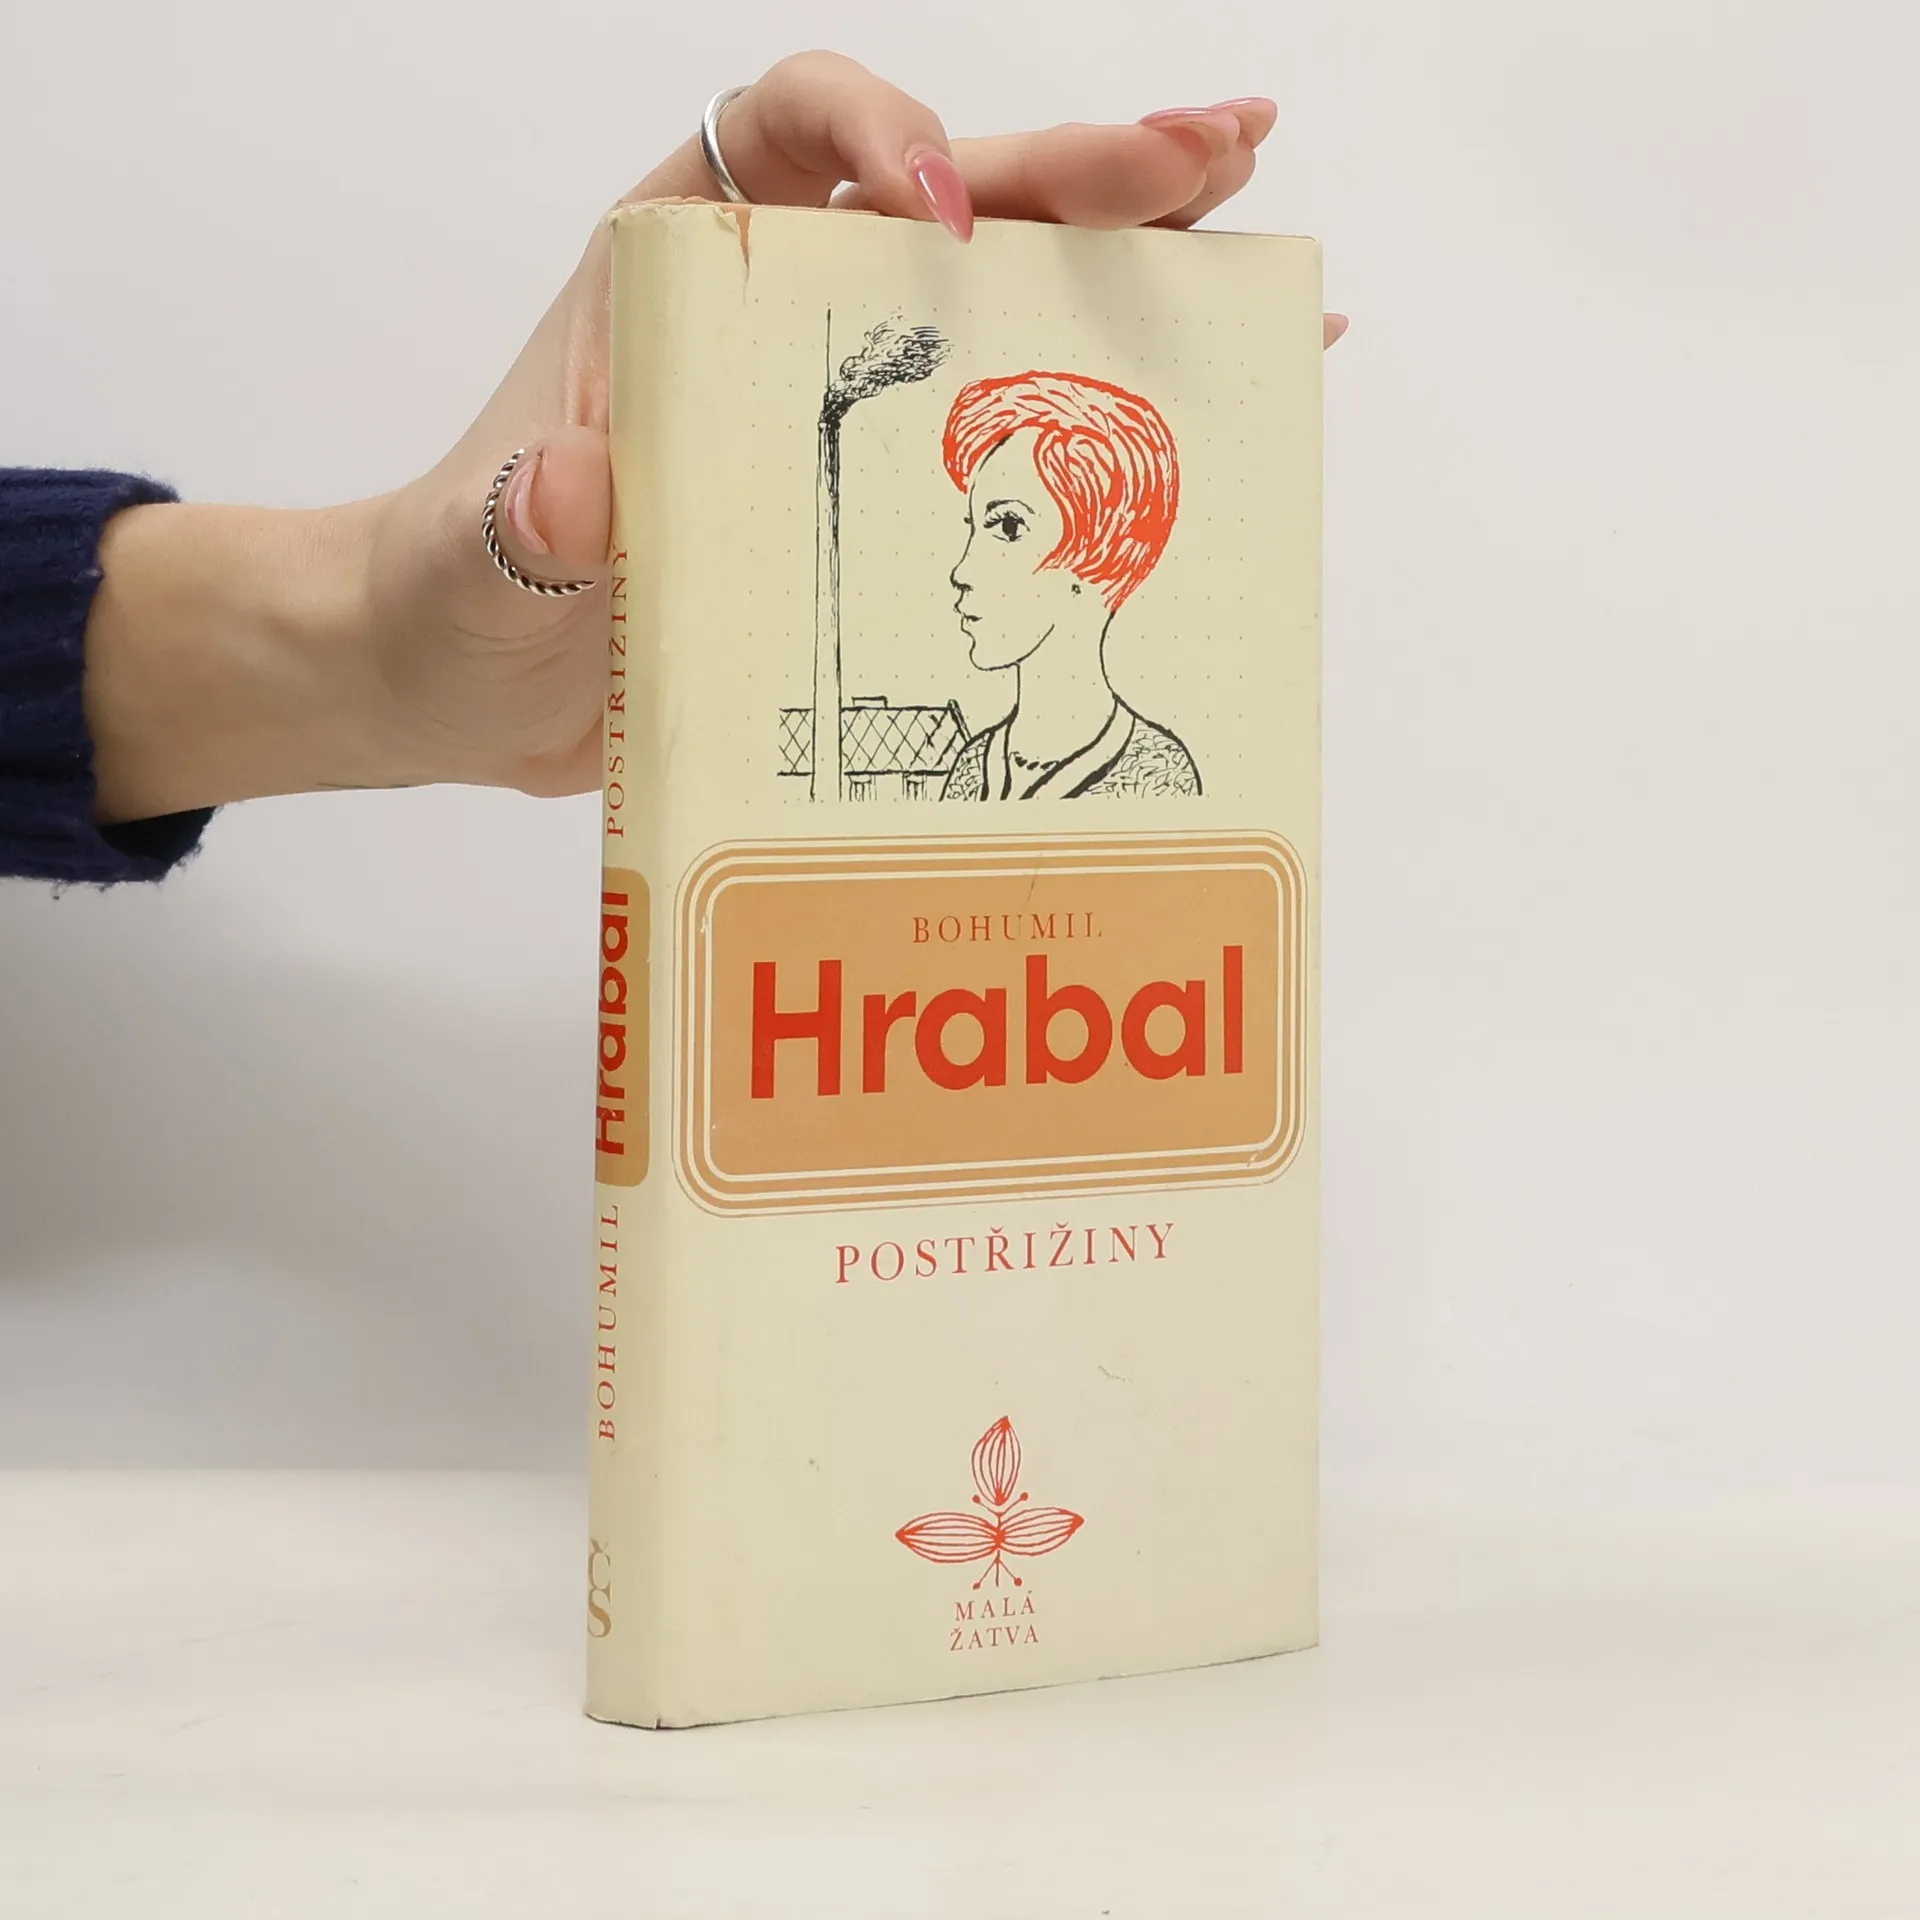 BOHUMIL
Hrabal
POSTŘIŽINY
MALÁ
ŽATVA
BOHUMIL Hrabal POSTŘIŽINY
ČS